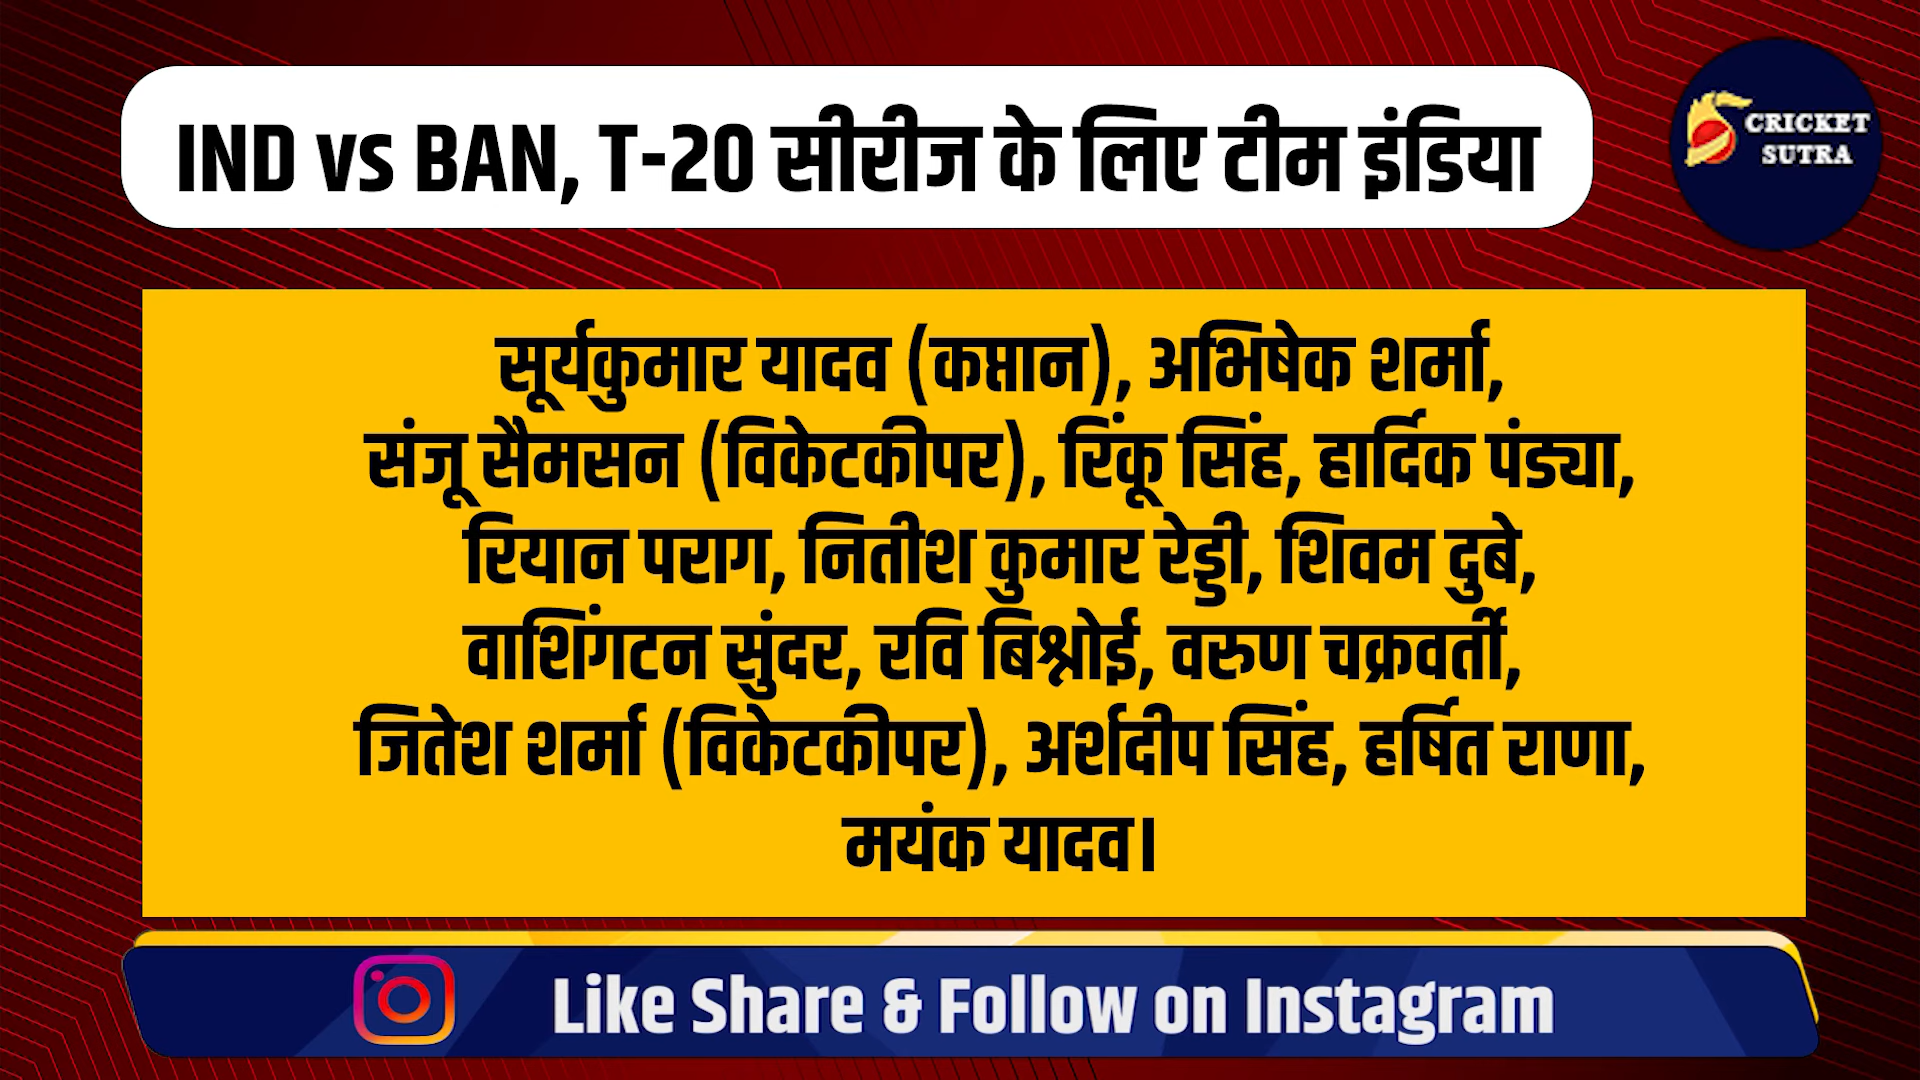 IND vs BAN, T-20 सीरीज के लिए टीम इंडिया
CRICKET
SUTRA
सूर्यकुमार यादव (कप्तान), अभिषेक शर्मा,
संजू सैमसन (विकेटकीपर), रिंकू सिंह, हार्दिक पंड्या,
रियान पराग, नितीश कुमार रेड्डी, शिवम दुबे,
वाशिंगटन सुंदर, रवि बिश्नोई, वरुण चक्रवर्ती,
जितेश शर्मा (विकेटकीपर), अर्शदीप सिंह, हर्षित राणा,
मयंक यादव।
Like Share & Follow on Instagram